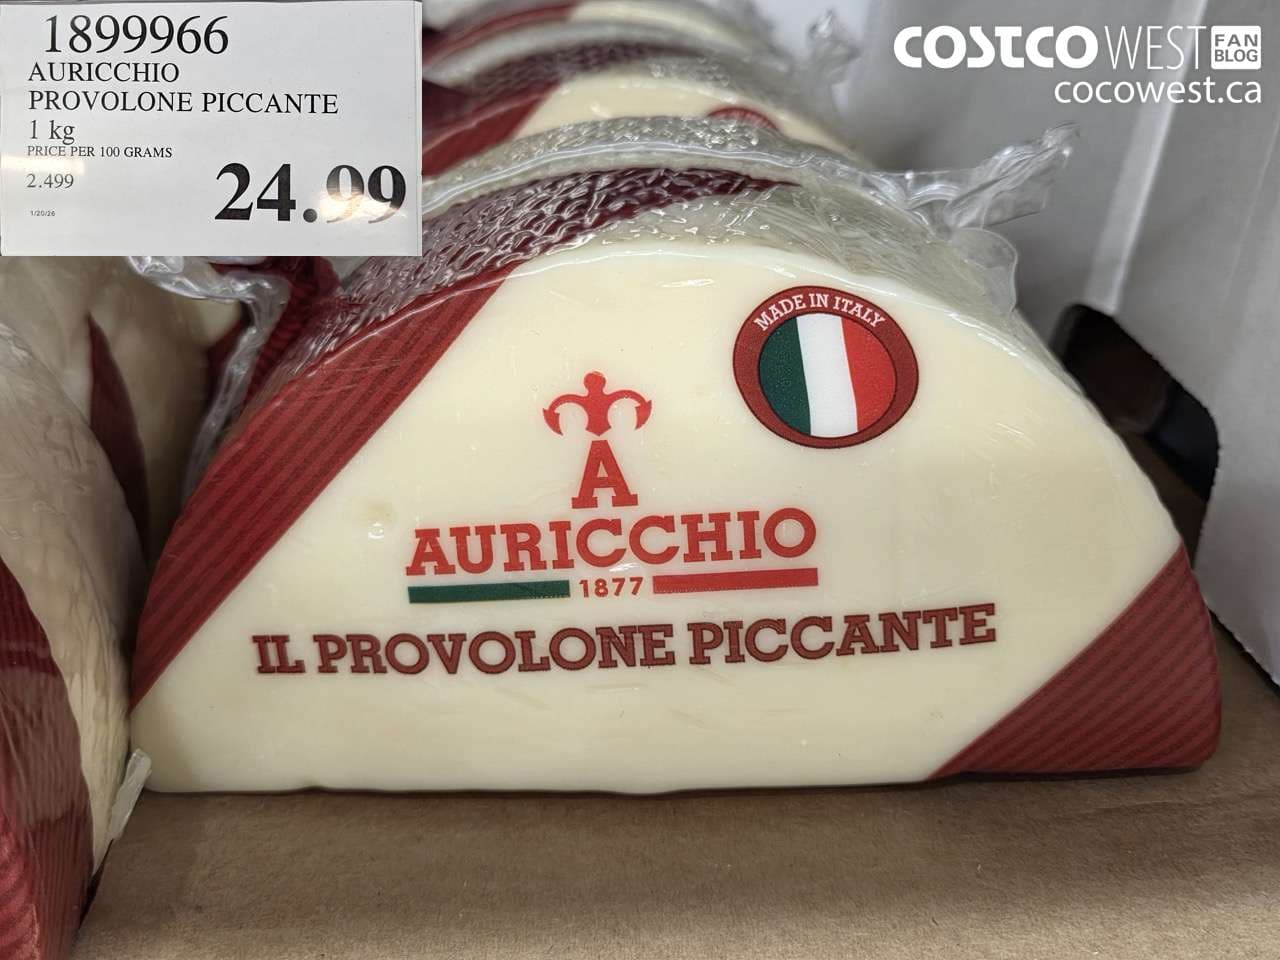 1899966
AURICCHIO
PROVOLONE PICCANTE
1 kg
PRICE PER 100 GRAMS
2.499
24.99
1/20/26
COSTCO WEST FAN BLOG
cocowest.ca
MADE IN ITALY
A
AURICCHIO
1877
IL PROVOLONE PICCANTE